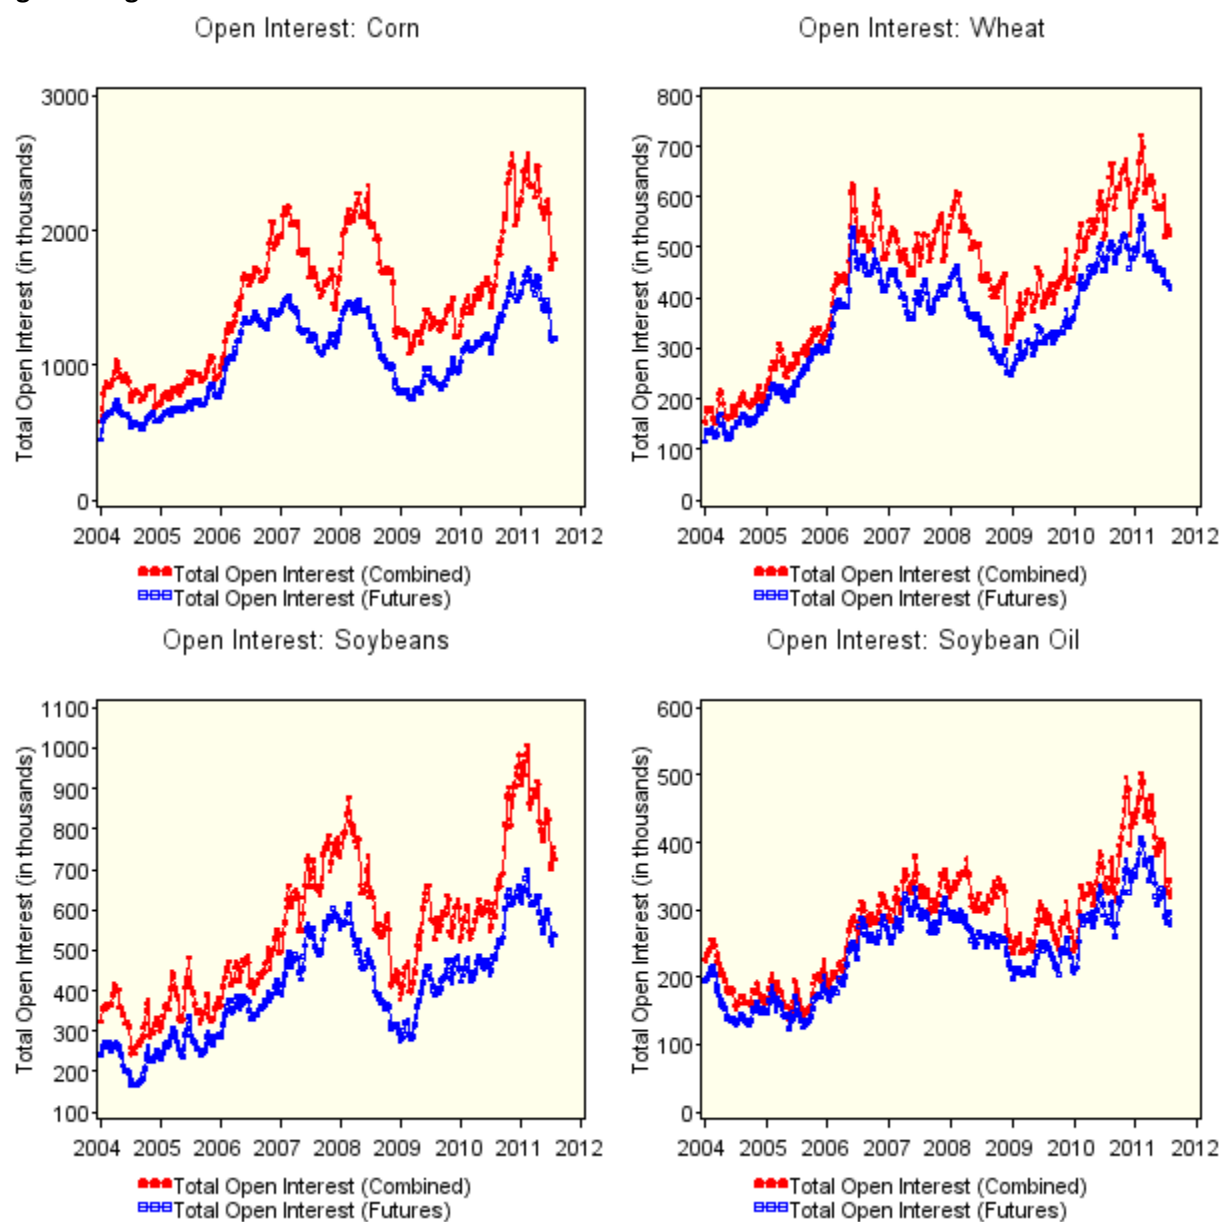 Open Interest: Corn
Open Interest: Wheat
Total Open Interest (in thousands)
3000
2000
1000
0
2004 2005 2006 2007 2008 2009 2010 2011 2012
Total Open Interest (Combined)
Total Open Interest (Futures)
Total Open Interest (in thousands)
800
700
600
500
400
300
200
100
0
2004 2005 2006 2007 2008 2009 2010 2011 2012
Total Open Interest (Combined)
Total Open Interest (Futures)
Open Interest: Soybeans
Open Interest: Soybean Oil
Total Open Interest (in thousands)
1100
1000
900
800
700
600
500
400
300
200
100
2004 2005 2006 2007 2008 2009 2010 2011 2012
Total Open Interest (Combined)
Total Open Interest (Futures)
Total Open Interest (in thousands)
600
500
400
300
200
100
0
2004 2005 2006 2007 2008 2009 2010 2011 2012
Total Open Interest (Combined)
Total Open Interest (Futures)